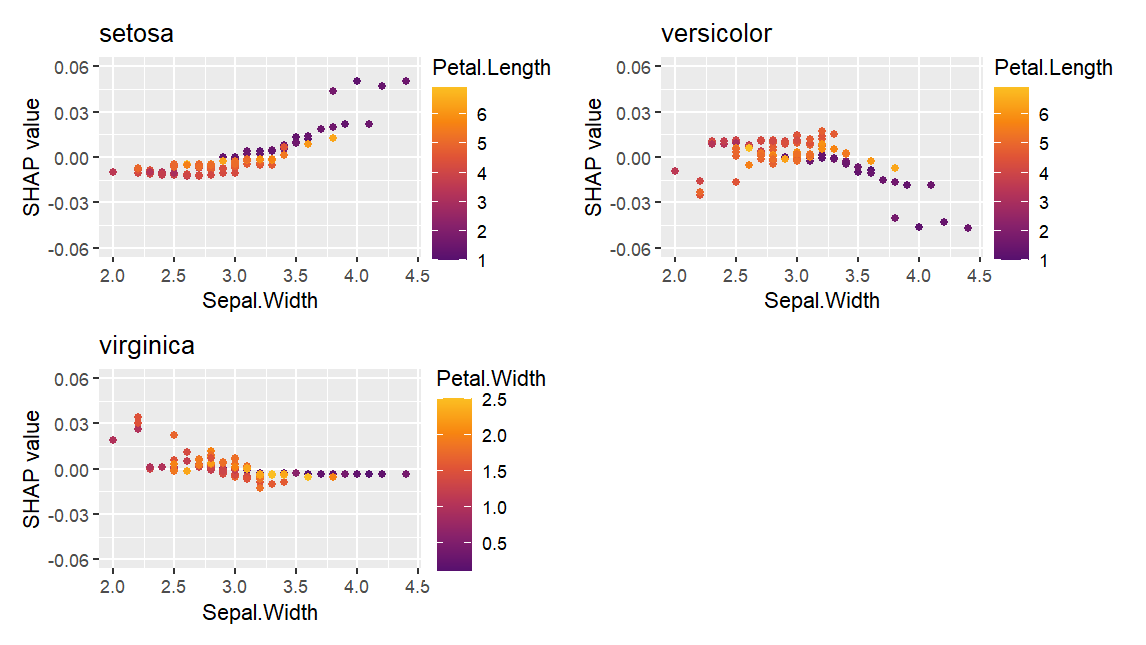 setosa
SHAP value
0.06
0.03
0.00
-0.03
-0.06
2.0 2.5 3.0 3.5 4.0 4.5
Sepal.Width
Petal.Length
6
5
4
3
2
1
versicolor
SHAP value
0.06
0.03
0.00
-0.03
-0.06
2.0 2.5 3.0 3.5 4.0 4.5
Sepal.Width
Petal.Length
6
5
4
3
2
1
virginica
SHAP value
0.06
0.03
0.00
-0.03
-0.06
2.0 2.5 3.0 3.5 4.0 4.5
Sepal.Width
Petal.Width
2.5
2.0
1.5
1.0
0.5